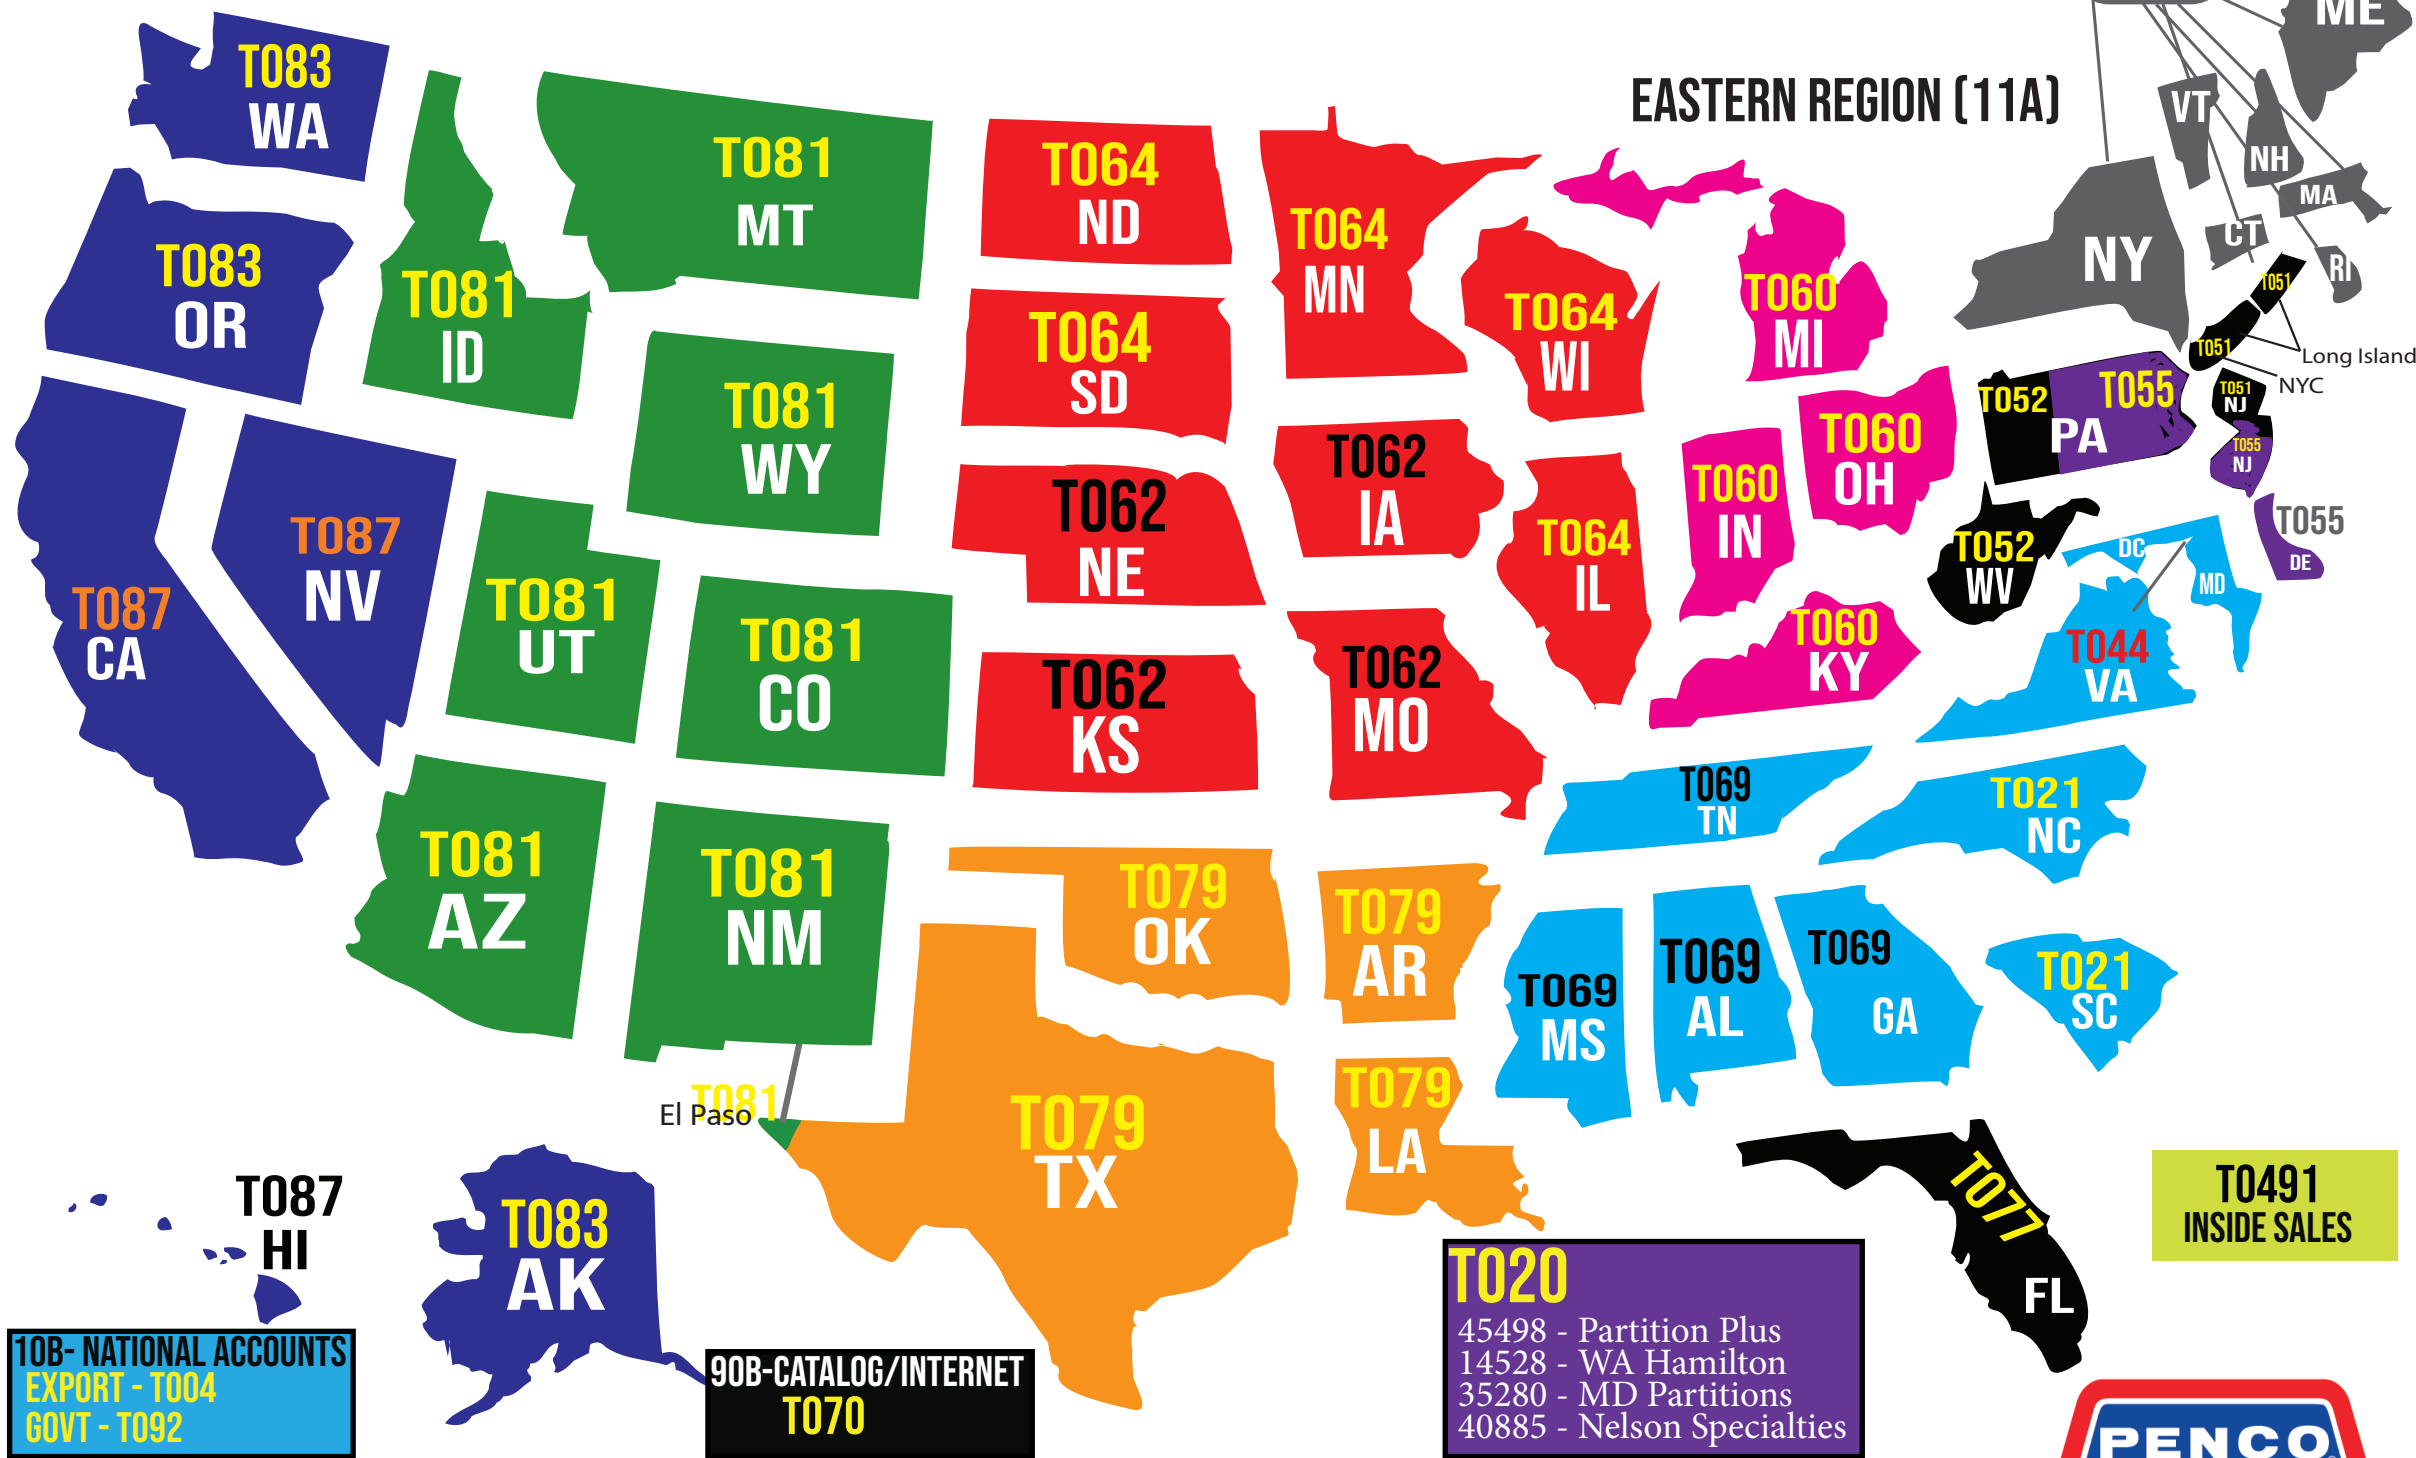 ME
EASTERN REGION (11A)
T083
WA
VT
NH
MA
CT
RI
NY
T081
MT
T064
ND
T064
MN
T083
OR
T081
ID
T064
SD
T064
WI
T060
MI
T051
T051
Long Island
NYC
T081
WY
T052
T055
PA
T051
NJ
T055
NJ
T087
NV
T062
NE
T062
IA
T064
IL
T060
IN
T060
OH
T052
WV
DC
MD
T055
DE
T087
CA
T081
UT
T081
CO
T062
KS
T062
MO
T060
KY
T044
VA
T069
TN
T021
NC
T081
AZ
T081
NM
T079
OK
T079
AR
T069
MS
T069
AL
T069
GA
T021
SC
T081
El Paso
T079
TX
T079
LA
T077
FL
T087
HI
T083
AK
T0491
INSIDE SALES
10B- NATIONAL ACCOUNTS
EXPORT - T004
GOVT - T092
90B-CATALOG/INTERNET
T070
T020
45498 - Partition Plus
14528 - WA Hamilton
35280 - MD Partitions
40885 - Nelson Specialties
PENCO